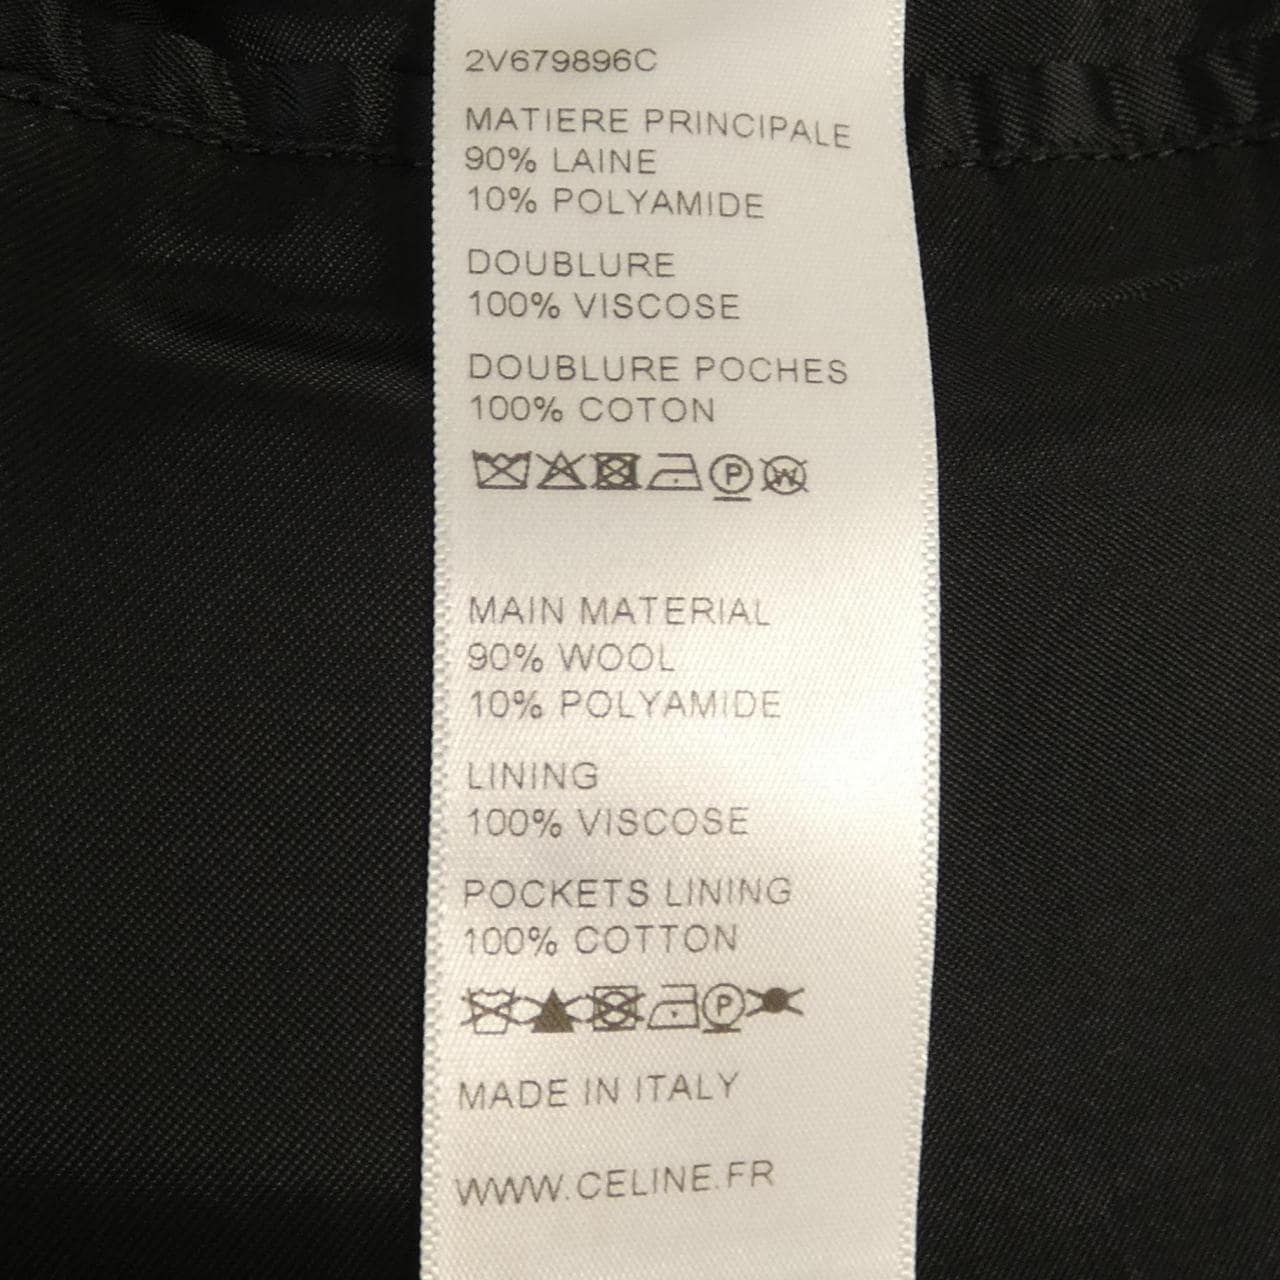 2V679896C
MATIERE PRINCIPALE
90% LAINE
10% POLYAMIDE
DOUBLURE
100% VISCOSE
DOUBLURE POCHES
100% COTON
P W
MAIN MATERIAL
90% WOOL
10% POLYAMIDE
LINING
100% VISCOSE
POCKETS LINING
100% COTTON
P
MADE IN ITALY
WWW.CELINE.FR